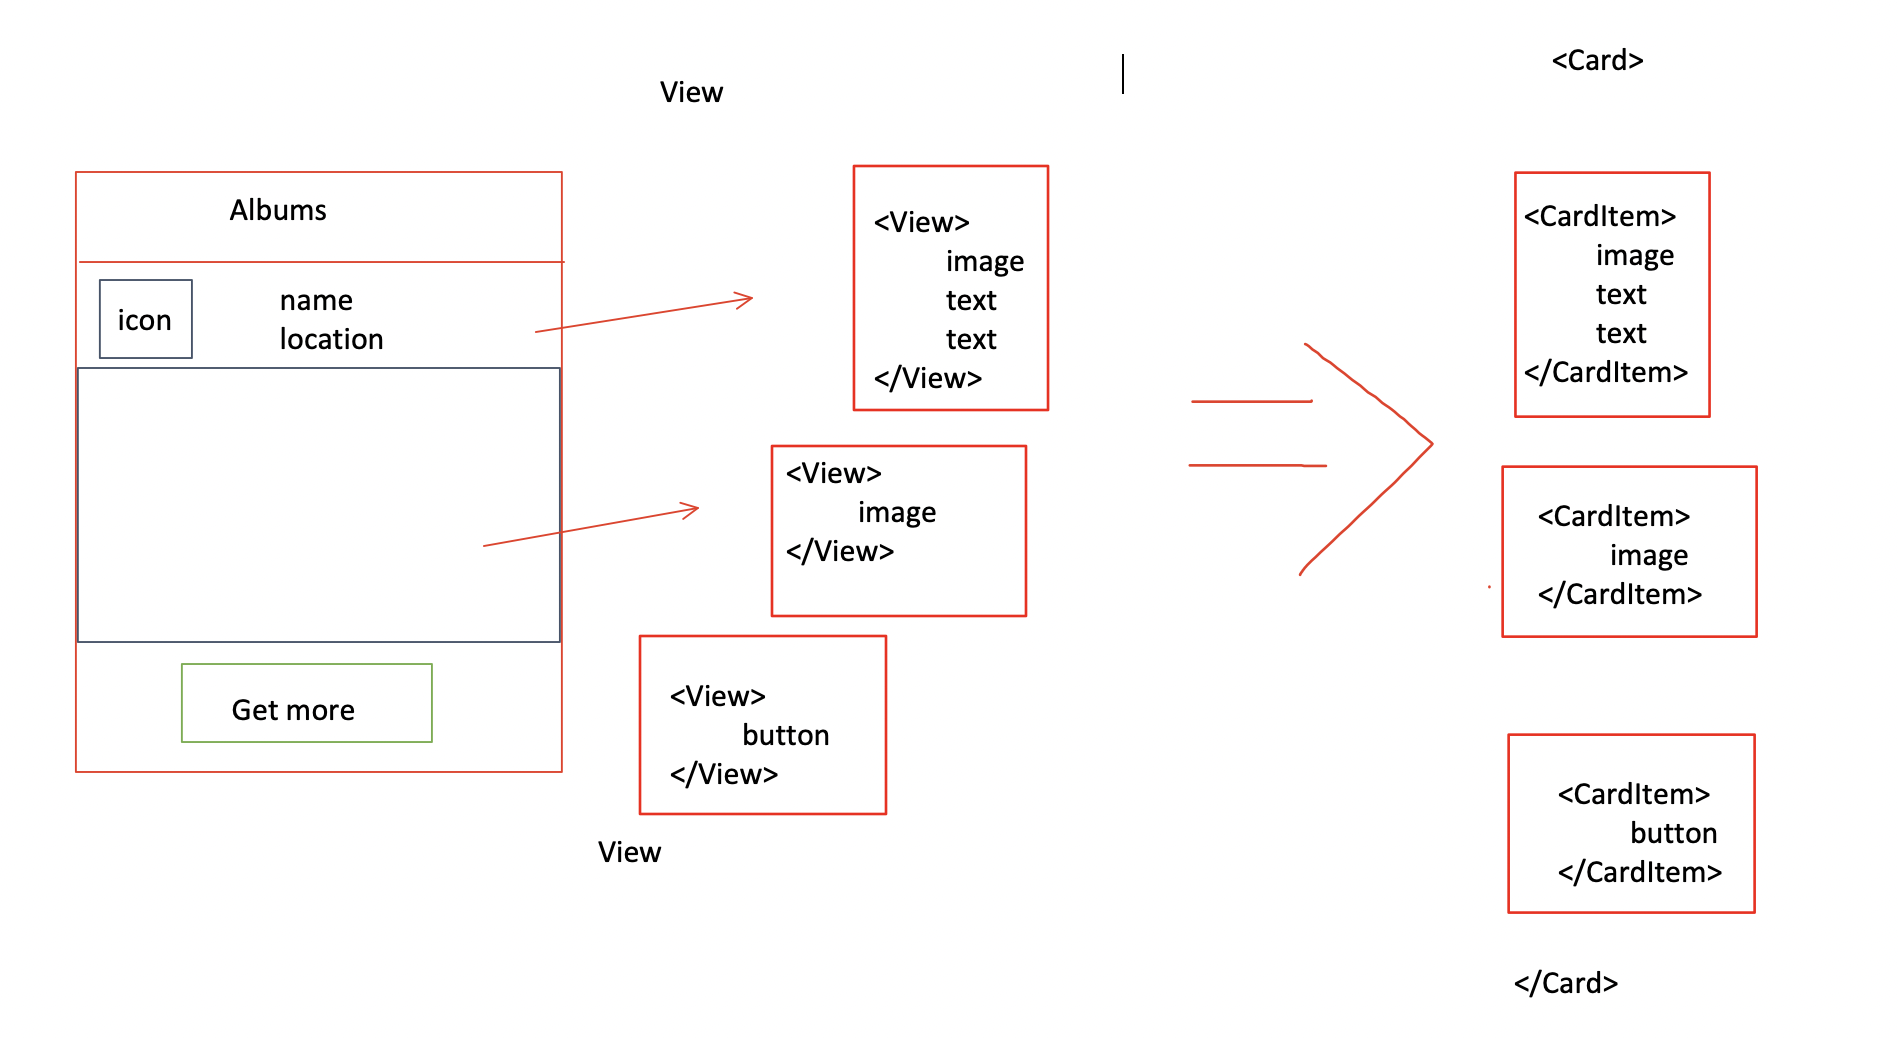 View
<Card>
Albums
icon
name
location
Get more
<View>
image
text
text
</View>
<View>
image
</View>
<View>
button
</View>
View
<CardItem>
image
text
text
</CardItem>
<CardItem>
image
</CardItem>
<CardItem>
button
</CardItem>
</Card>